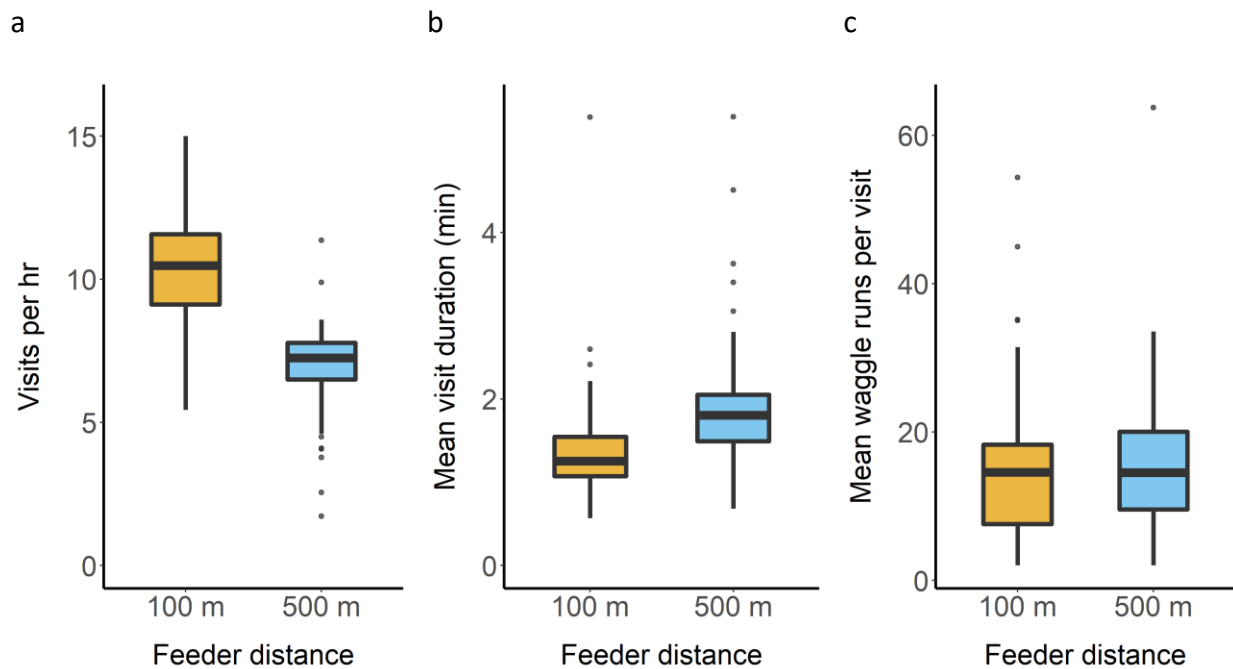 a
b
c
Visits per hr
15
10
5
0
100 m
500 m
Feeder distance
Mean visit duration (min)
4
2
0
100 m
500 m
Feeder distance
Mean waggle runs per visit
60
40
20
0
100 m
500 m
Feeder distance